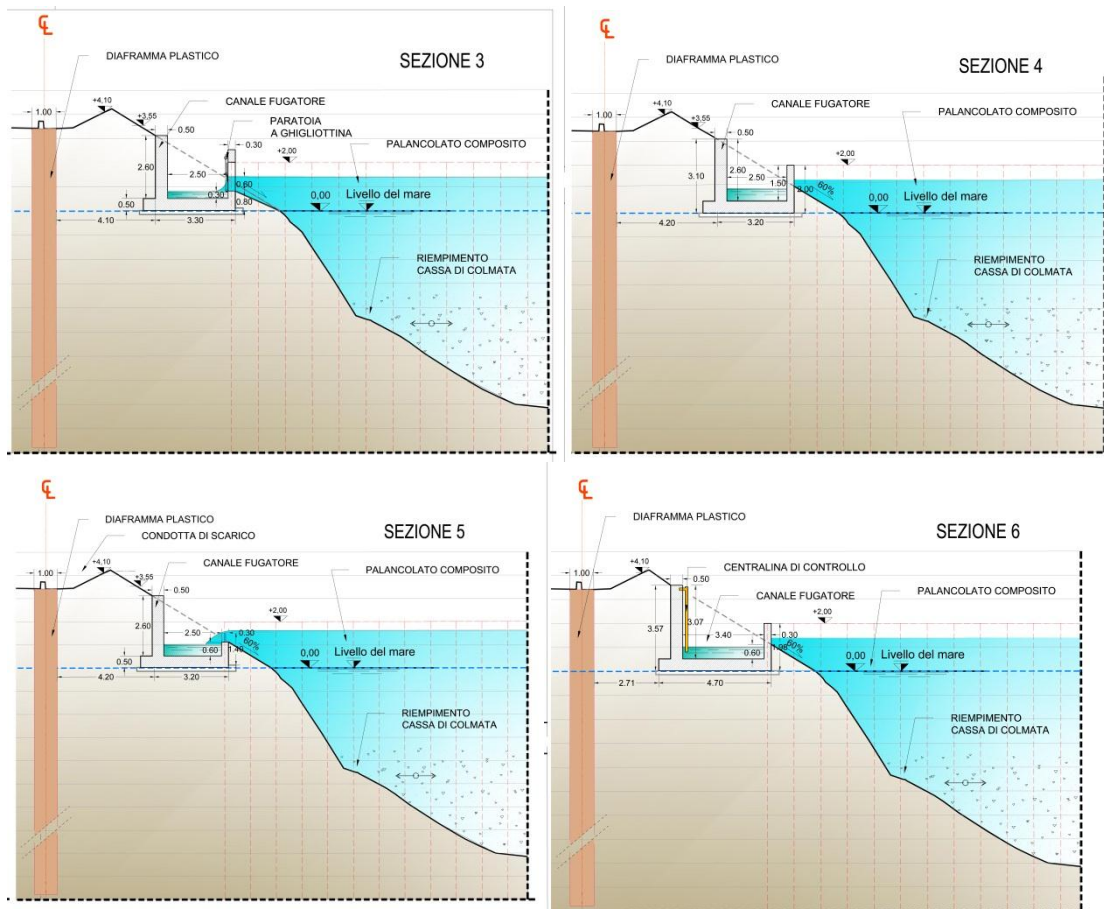 SEZIONE 3
DIAFRAMMA PLASTICO
CANALE FUGATORE
PARATOIA
A GHIGLIOTTINA
PALANCOLATO COMPOSITO
+4,10
+3,55
1.00
0.50
0.30
+2,00
2.60
0.60
0.30
0.80
0.50
0,00
Livello del mare
4.10
3.30
RIEMPIMENTO
CASSA DI COLMATA
SEZIONE 4
DIAFRAMMA PLASTICO
CANALE FUGATORE
PALANCOLATO COMPOSITO
+4,10
+3,55
1.00
0.50
+2,00
3.10
2.60
2.50
1.50
2.00
60%
0,00
Livello del mare
4.20
3.20
RIEMPIMENTO
CASSA DI COLMATA
SEZIONE 5
DIAFRAMMA PLASTICO
CONDOTTA DI SCARICO
CANALE FUGATORE
PALANCOLATO COMPOSITO
+4,10
+3,55
1.00
0.50
+2,00
2.60
2.50
0.30
60%
0.60
1.40
0.50
0,00
Livello del mare
4.20
3.20
RIEMPIMENTO
CASSA DI COLMATA
SEZIONE 6
DIAFRAMMA PLASTICO
CENTRALINA DI CONTROLLO
CANALE FUGATORE
PALANCOLATO COMPOSITO
+4,10
1.00
0.50
+2,00
3.57
3.07
3.40
0.30
0.60
60%
0,00
Livello del mare
2.71
4.70
RIEMPIMENTO
CASSA DI COLMATA